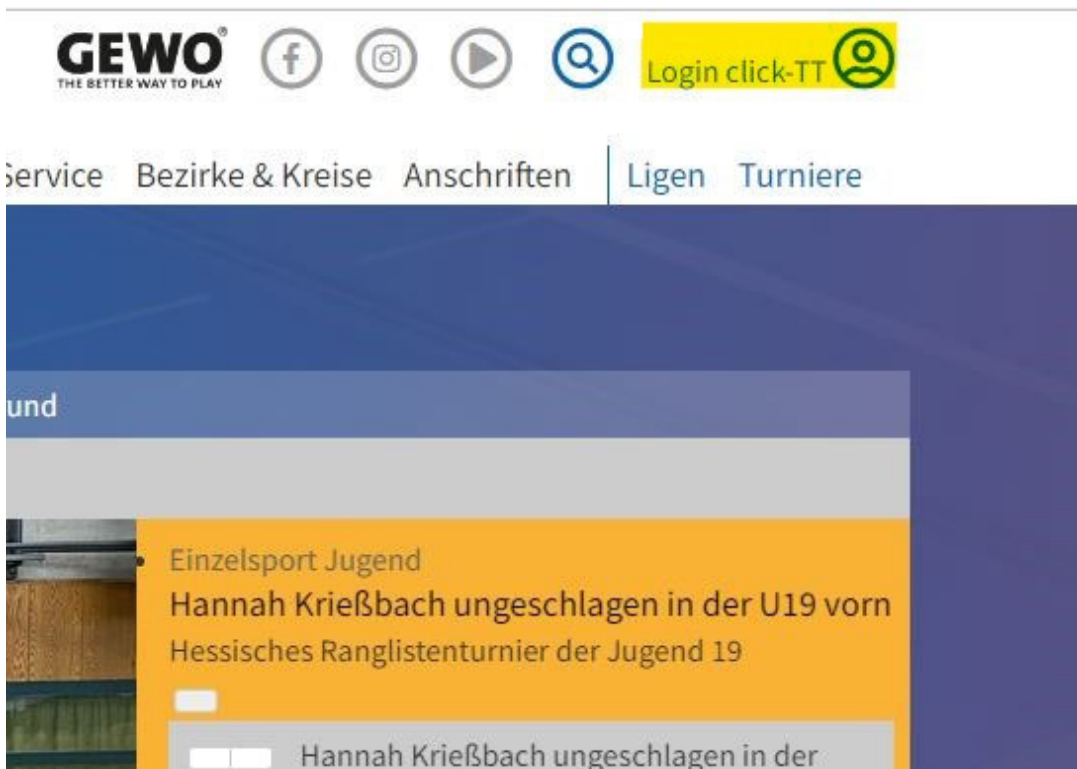 GEWO®
THE BETTER WAY TO PLAY
Login click-TT
Service Bezirke & Kreise Anschriften Ligen Turniere
und
Einzelsport Jugend
Hannah Krießbach ungeschlagen in der U19 vorn
Hessisches Ranglistenturnier der Jugend 19
Hannah Krießbach ungeschlagen in der